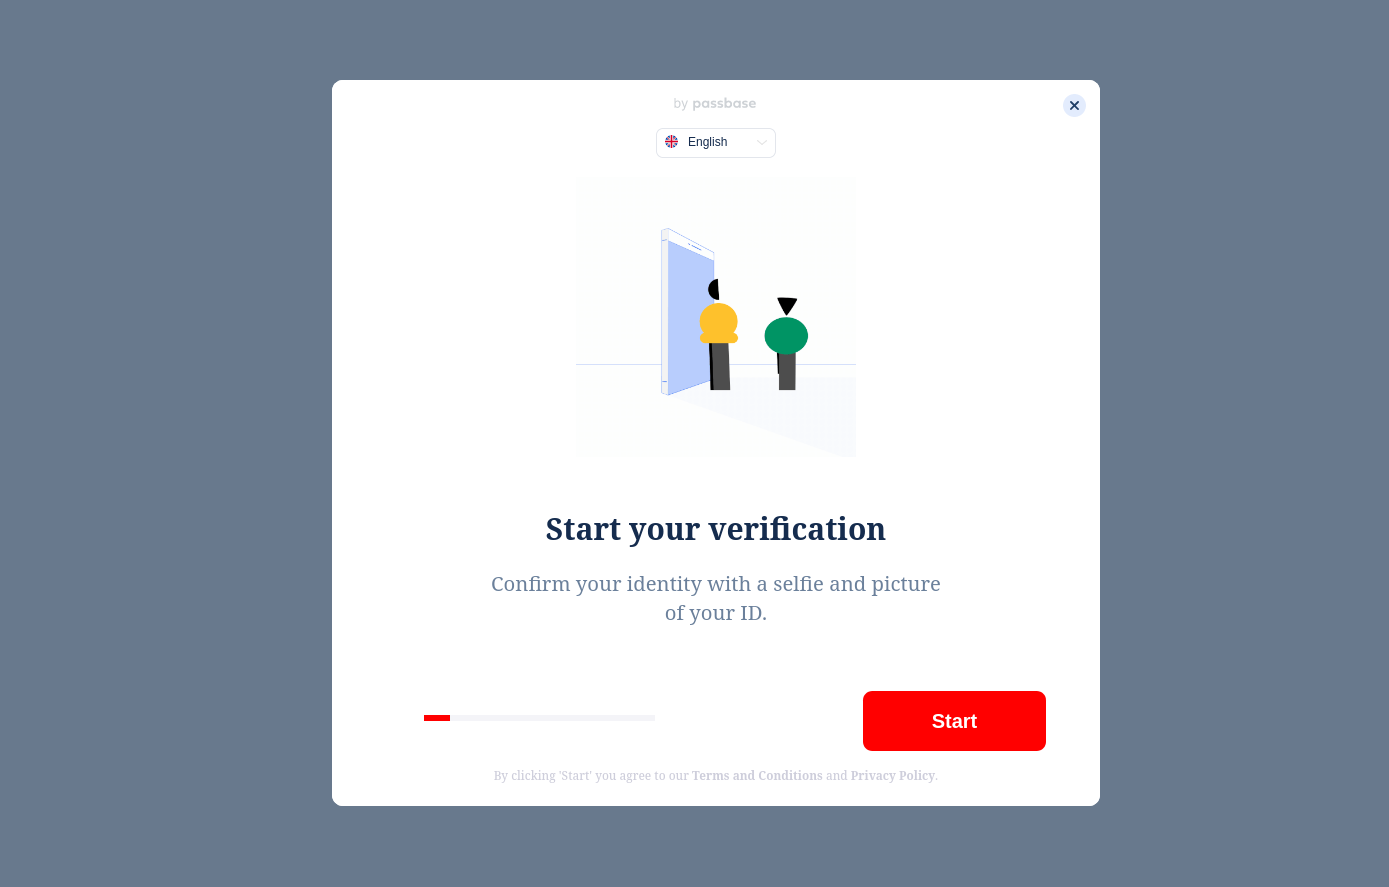 by passbase
English
Start your verification
Confirm your identity with a selfie and picture
of your ID.
Start
By clicking 'Start' you agree to our Terms and Conditions and Privacy Policy.